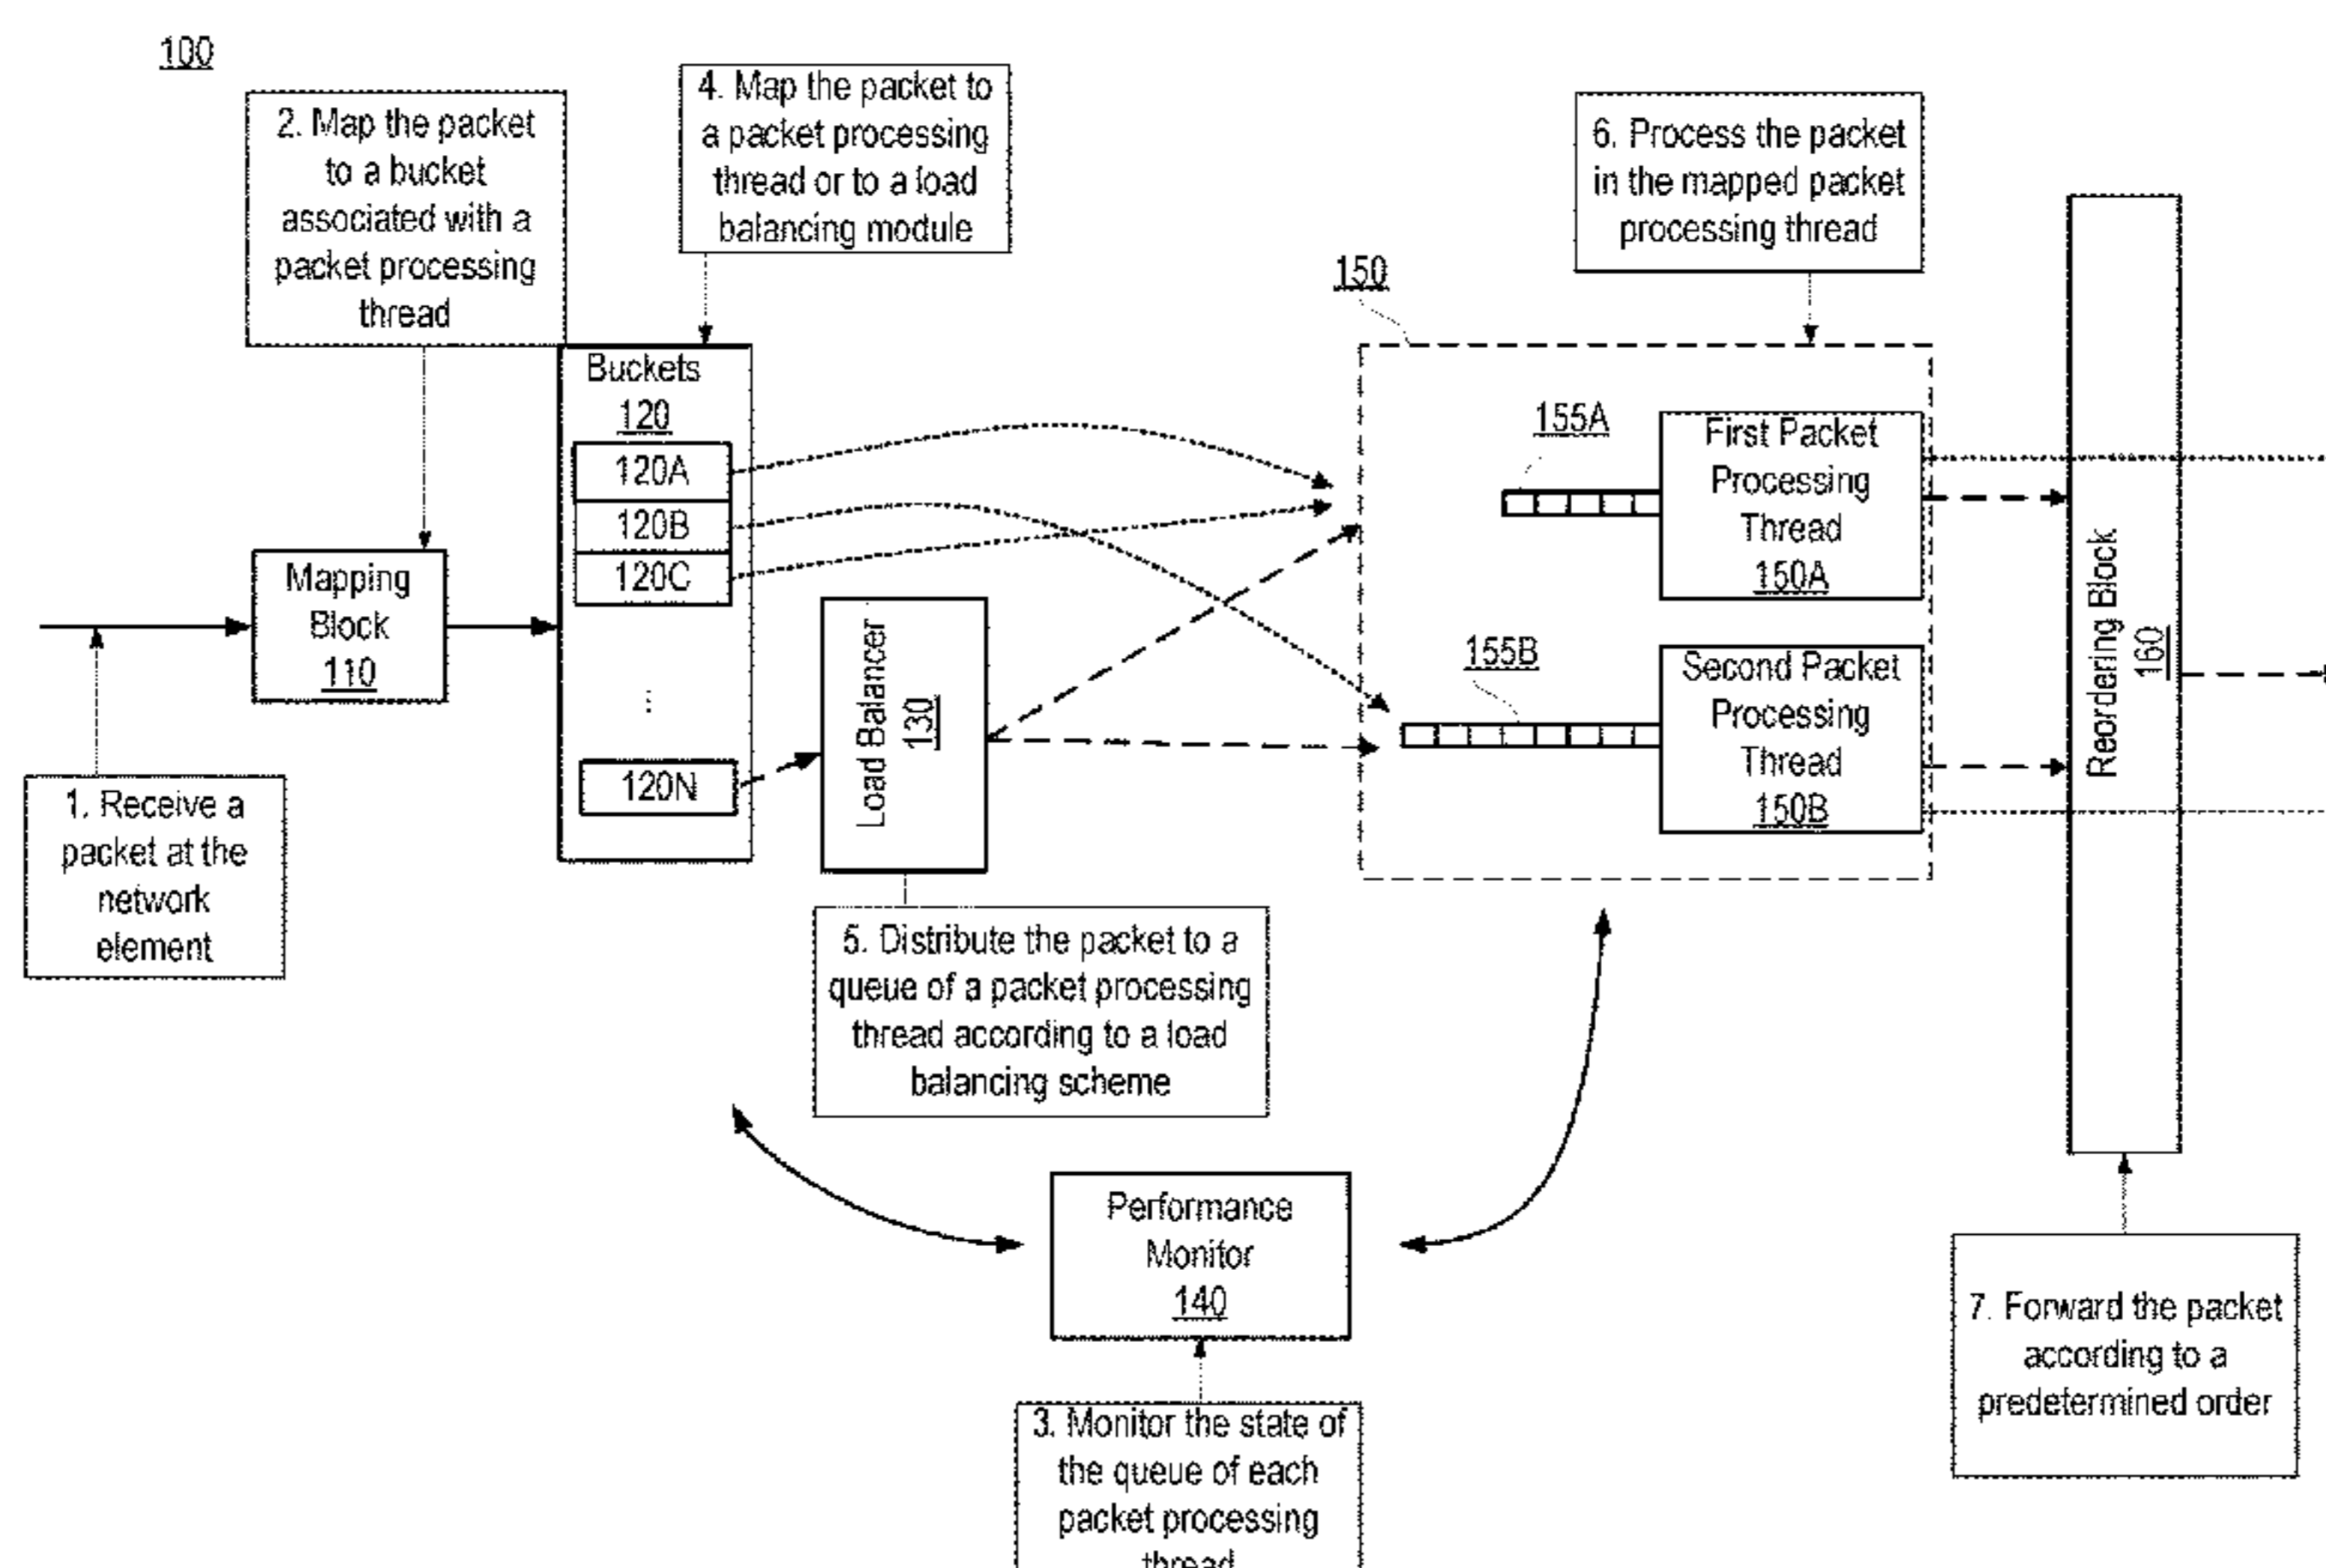 100
2. Map the packet
to a bucket
associated with a
packet processing
thread
4. Map the packet to
a packet processing
thread or to a load
balancing module
6. Process the packet
in the mapped packet
processing thread
150
Buckets
120
120A
120B
120C
⋮
120N
Mapping
Block
110
1. Receive a
packet at the
network
element
Load Balancer
130
5. Distribute the packet to a
queue of a packet processing
thread according to a load
balancing scheme
155A
First Packet
Processing
Thread
150A
155B
Second Packet
Processing
Thread
150B
Reordering Block
160
Performance
Monitor
140
3. Monitor the state of
the queue of each
packet processing
thread
7. Forward the packet
according to a
predetermined order